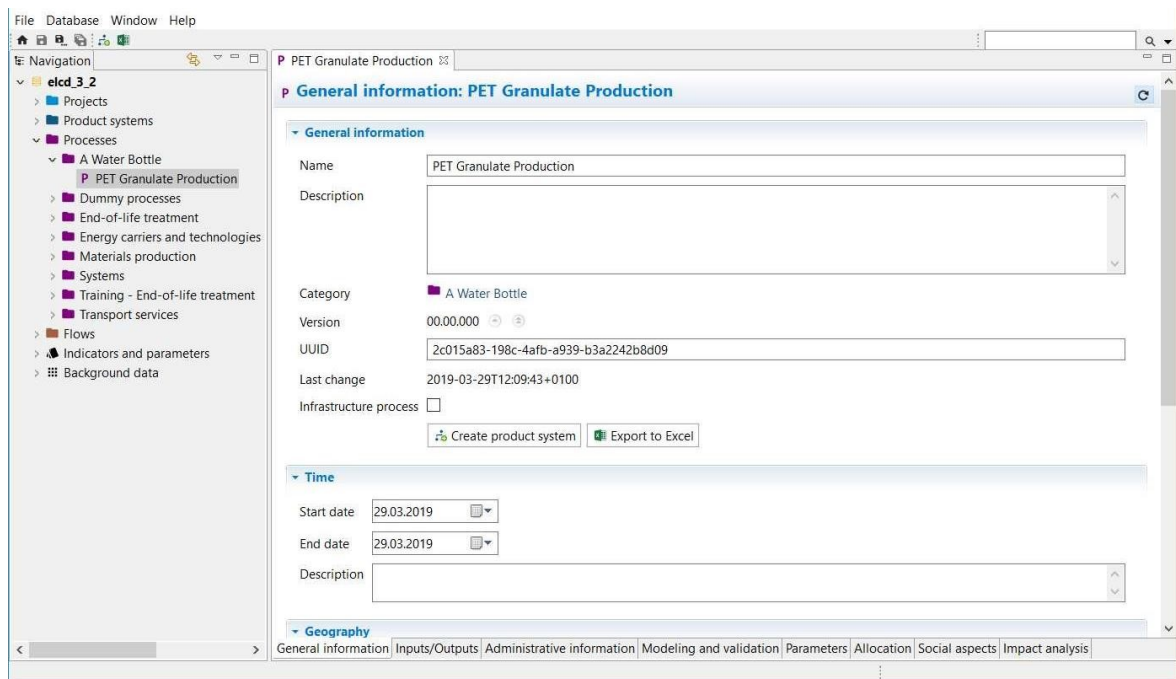 File Database Window Help
Navigation
elcd_3_2
Projects
Product systems
Processes
A Water Bottle
P PET Granulate Production
Dummy processes
End-of-life treatment
Energy carriers and technologies
Materials production
Systems
Training - End-of-life treatment
Transport services
Flows
Indicators and parameters
Background data
P PET Granulate Production
P General information: PET Granulate Production
General information
Name PET Granulate Production
Description
Category A Water Bottle
Version 00.00.000
UUID 2c015a83-198c-4afb-a939-b3a2242b8d09
Last change 2019-03-29T12:09:43+0100
Infrastructure process
Create product system Export to Excel
Time
Start date 29.03.2019
End date 29.03.2019
Description
Geography
General information Inputs/Outputs Administrative information Modeling and validation Parameters Allocation Social aspects Impact analysis